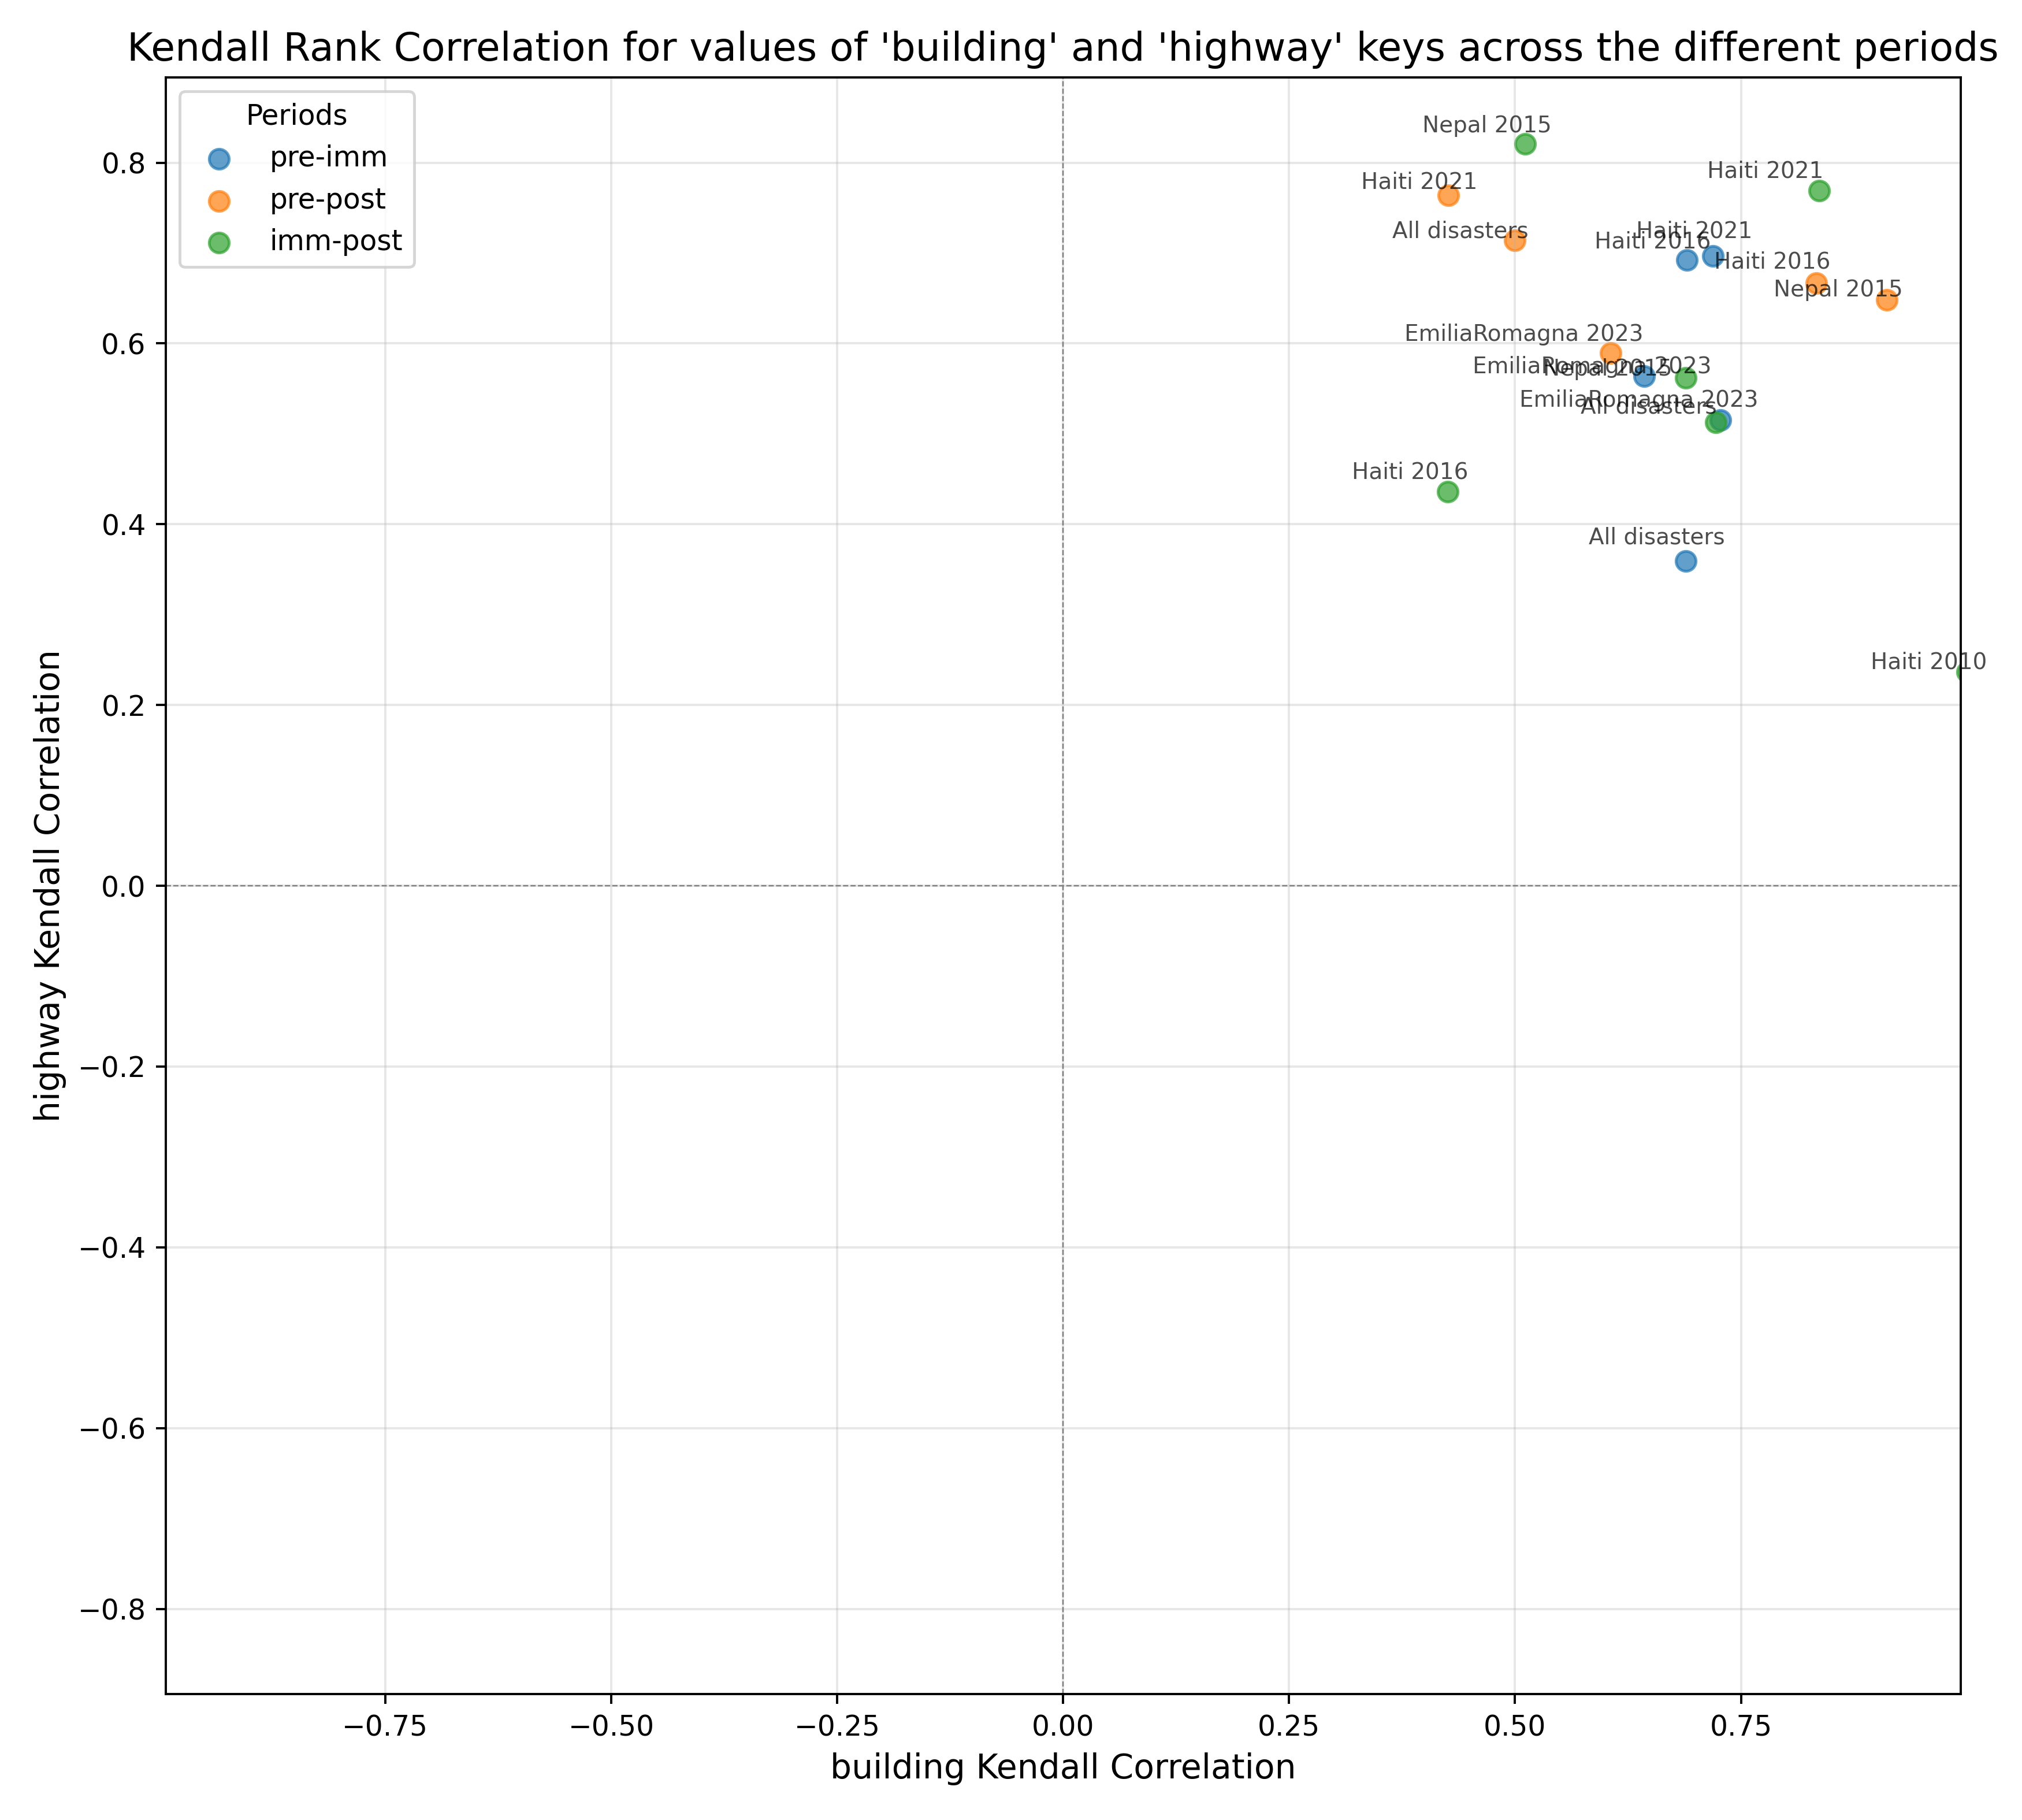 Kendall Rank Correlation for values of 'building' and 'highway' keys across the different periods
Periods
pre-imm
pre-post
imm-post
Nepal 2015
Haiti 2021
Haiti 2021
All disasters
Haiti 2021
Haiti 2016
Haiti 2016
Nepal 2015
EmiliaRomagna 2023
EmiliaRomagna 2023
Nepal 2015
EmiliaRomagna 2023
All disasters
Haiti 2016
All disasters
Haiti 2010
0.8
0.6
0.4
0.2
0.0
−0.2
−0.4
−0.6
−0.8
highway Kendall Correlation
−0.75
−0.50
−0.25
0.00
0.25
0.50
0.75
building Kendall Correlation